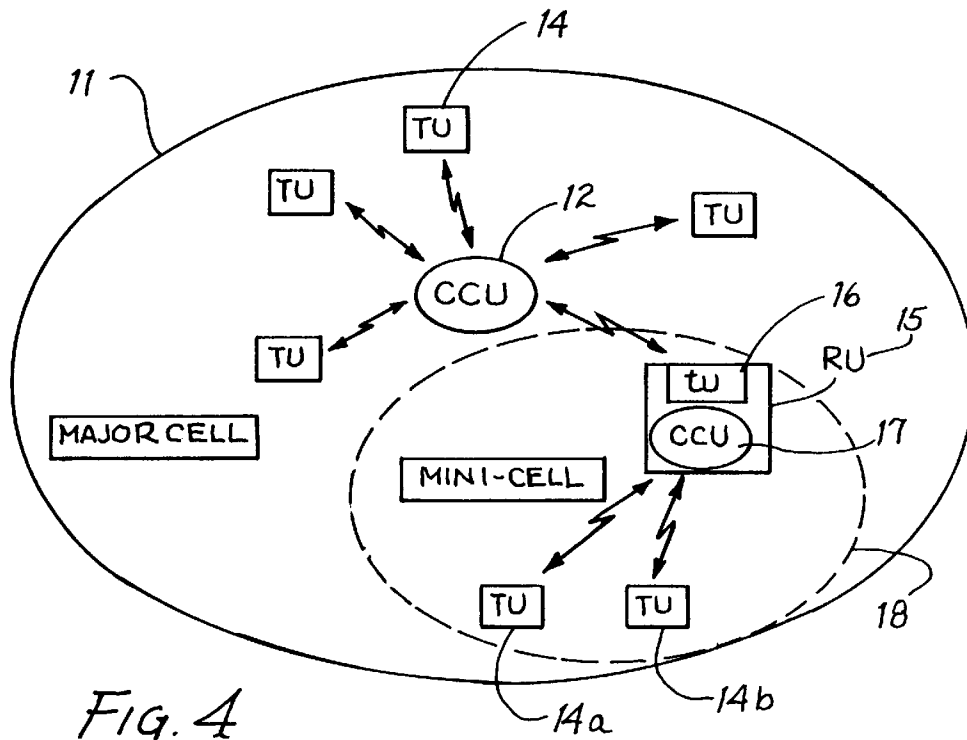 14
11
TU
TU
12
TU
CCU
16
15
TU
RU
tu
MAJOR CELL
CCU
17
MINI-CELL
TU
TU
18
14a
14b
FIG. 4